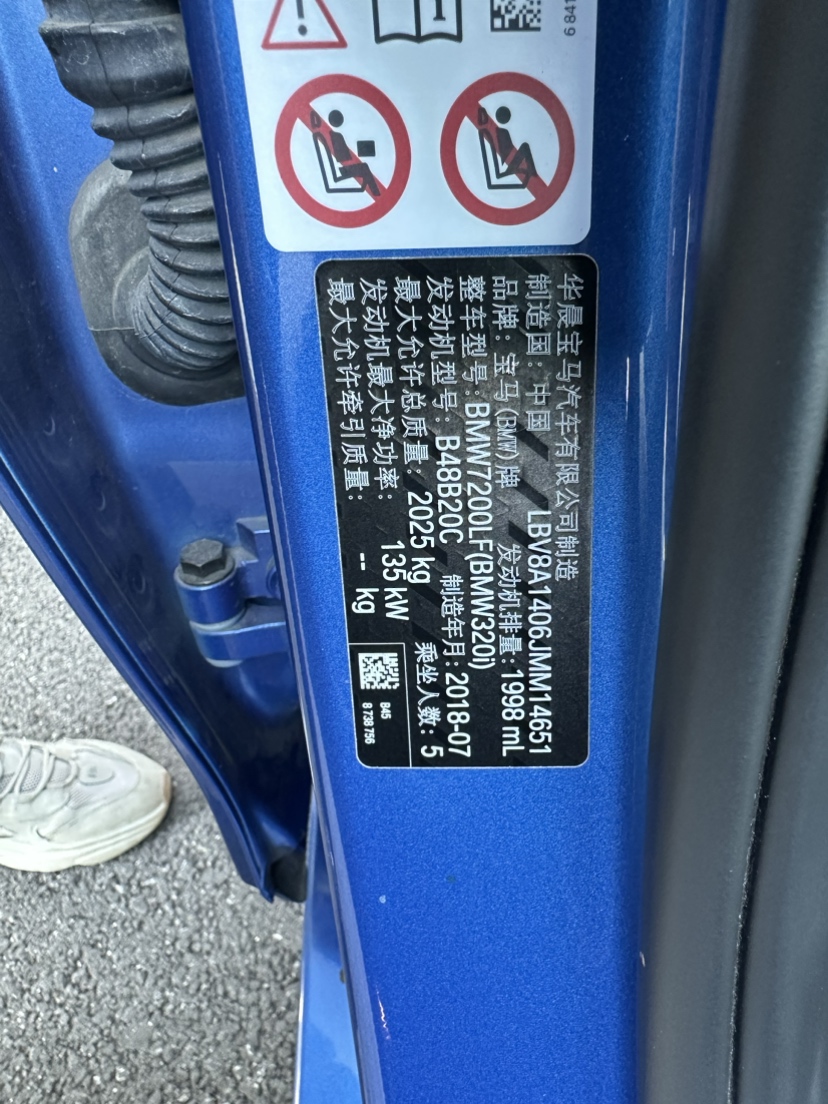 6 841
华晨宝马汽车有限公司制造
制造国：中国 LBV8A1406JMM14651
品牌：宝马(BMW)牌 发动机排量：1998 mL
整车型号：BMW7200LF(BMW320i)
发动机型号：B48B20C 制造年月：2018-07
最大允许总质量：2025 kg 乘坐人数：5
发动机最大净功率：135 kW
最大允许牵引质量：-- kg
B45
8 738 756